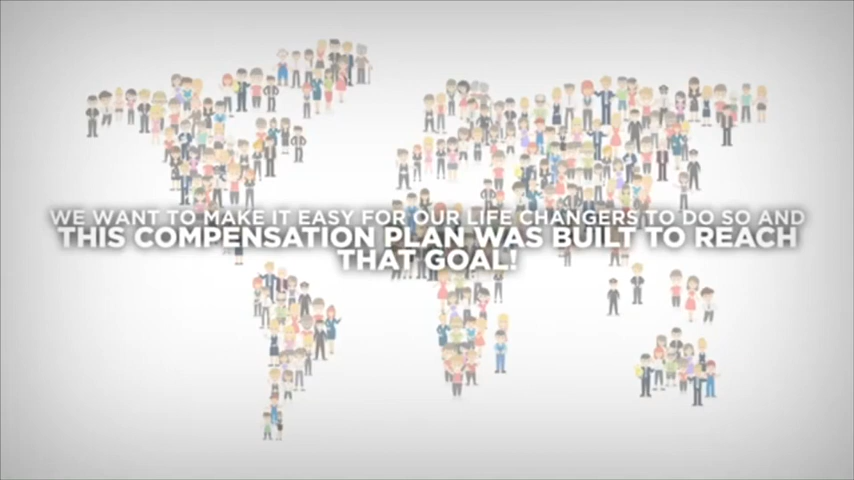 WE WANT TO MAKE IT EASY FOR OUR LIFE CHANGERS TO DO SO AND
THIS COMPENSATION PLAN WAS BUILT TO REACH
THAT GOAL!